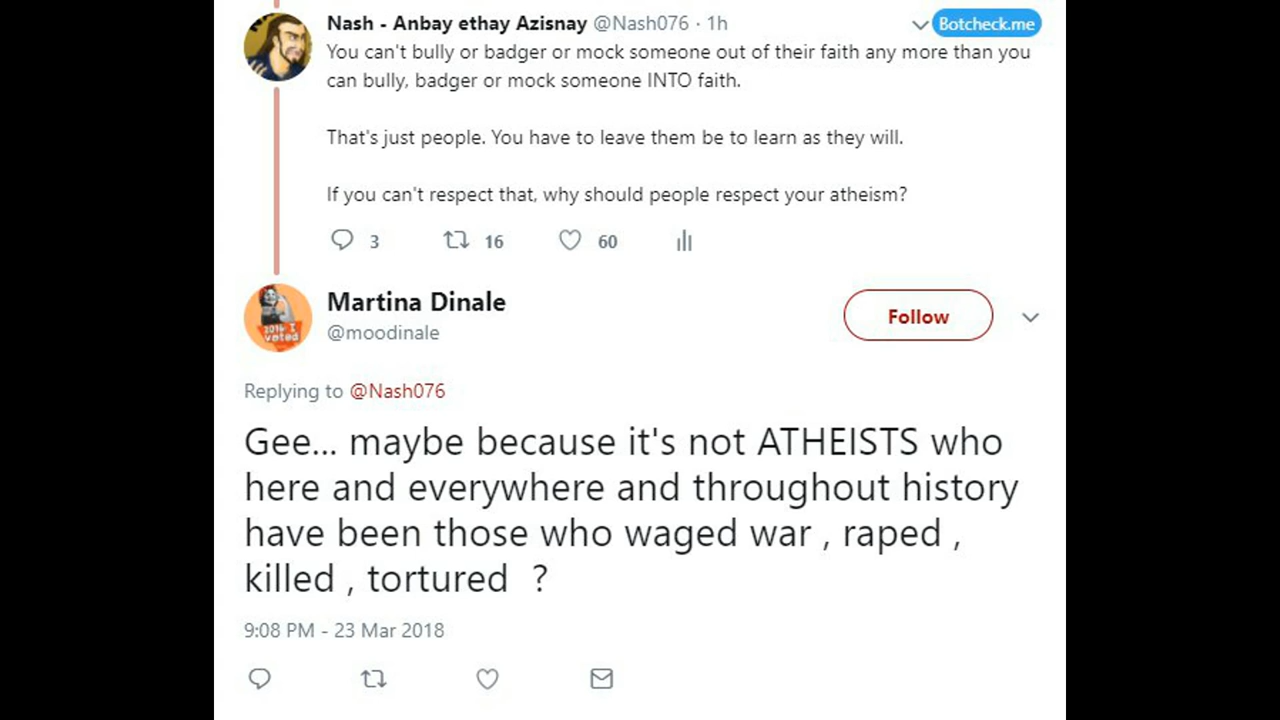 Nash - Anbay ethay Azisnay @Nash076 · 1h
Botcheck.me
You can't bully or badger or mock someone out of their faith any more than you
can bully, badger or mock someone INTO faith.
That's just people. You have to leave them be to learn as they will.
If you can't respect that, why should people respect your atheism?
3 16 60
2016 I
voted
Martina Dinale
@moodinale
Follow
Replying to @Nash076
Gee... maybe because it's not ATHEISTS who
here and everywhere and throughout history
have been those who waged war , raped ,
killed , tortured  ?
9:08 PM - 23 Mar 2018